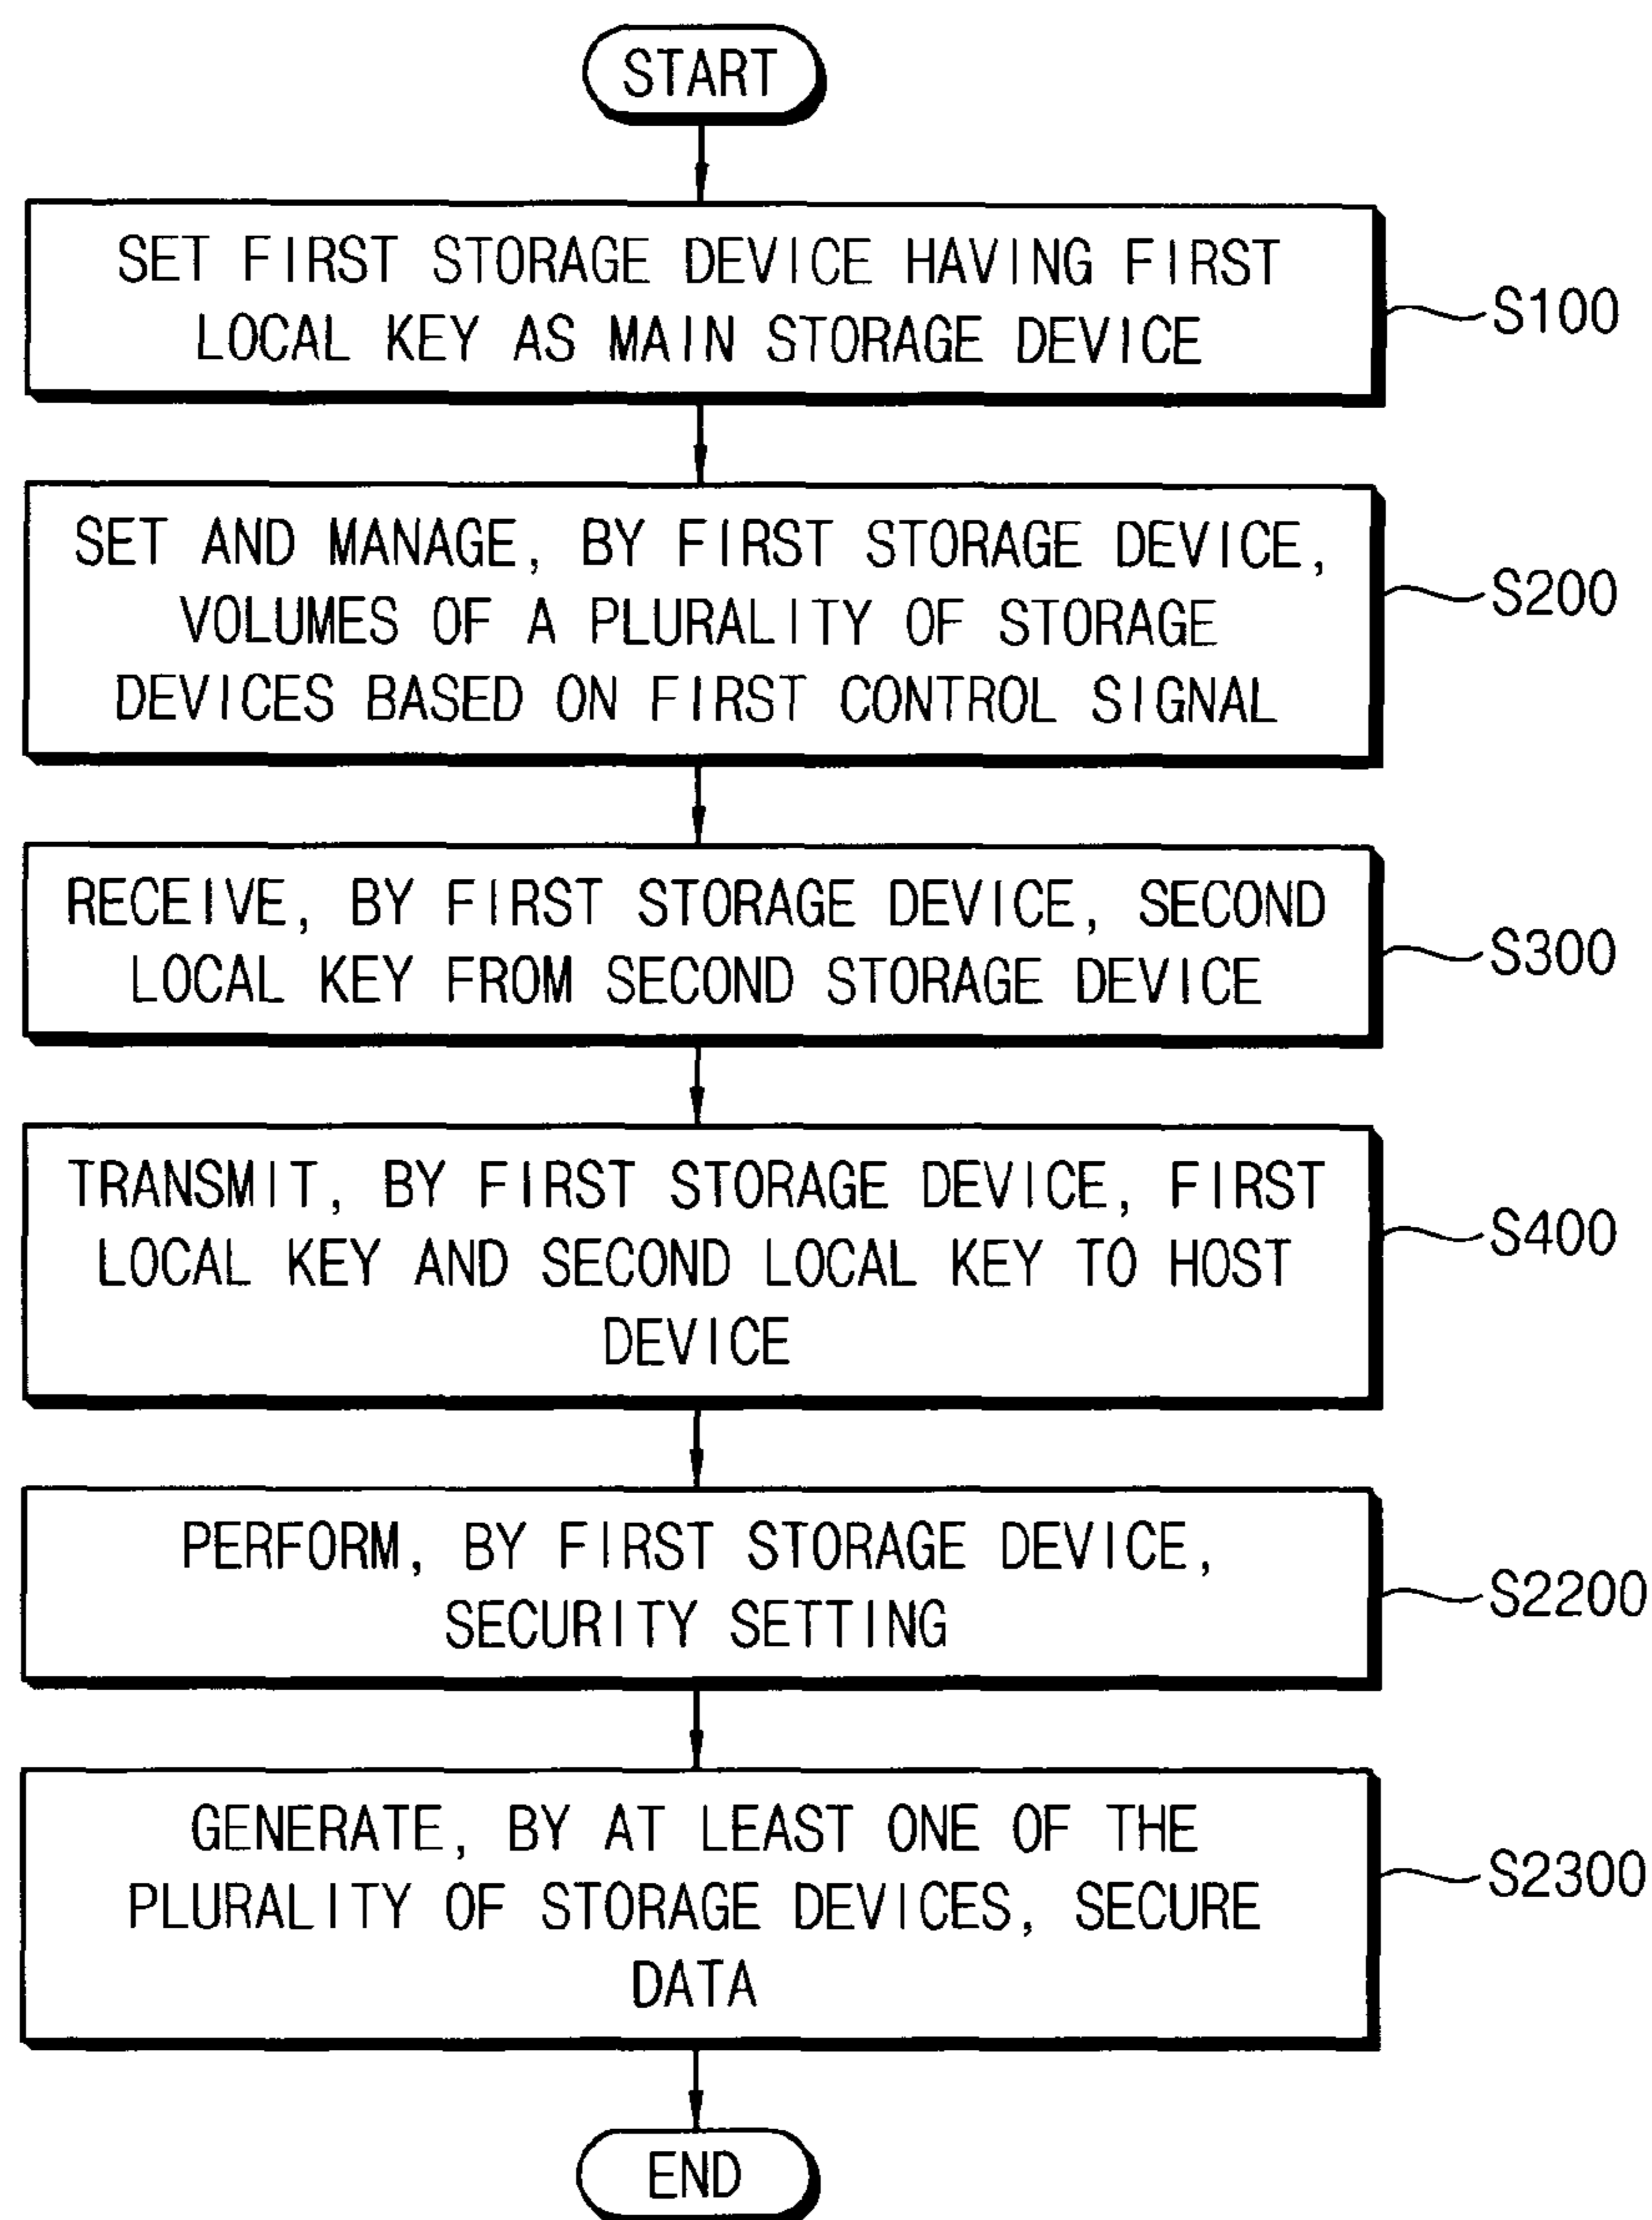 START
SET FIRST STORAGE DEVICE HAVING FIRST
LOCAL KEY AS MAIN STORAGE DEVICE
S100
SET AND MANAGE, BY FIRST STORAGE DEVICE,
VOLUMES OF A PLURALITY OF STORAGE
DEVICES BASED ON FIRST CONTROL SIGNAL
S200
RECEIVE, BY FIRST STORAGE DEVICE, SECOND
LOCAL KEY FROM SECOND STORAGE DEVICE
S300
TRANSMIT, BY FIRST STORAGE DEVICE, FIRST
LOCAL KEY AND SECOND LOCAL KEY TO HOST
DEVICE
S400
PERFORM, BY FIRST STORAGE DEVICE,
SECURITY SETTING
S2200
GENERATE, BY AT LEAST ONE OF THE
PLURALITY OF STORAGE DEVICES, SECURE
DATA
S2300
END